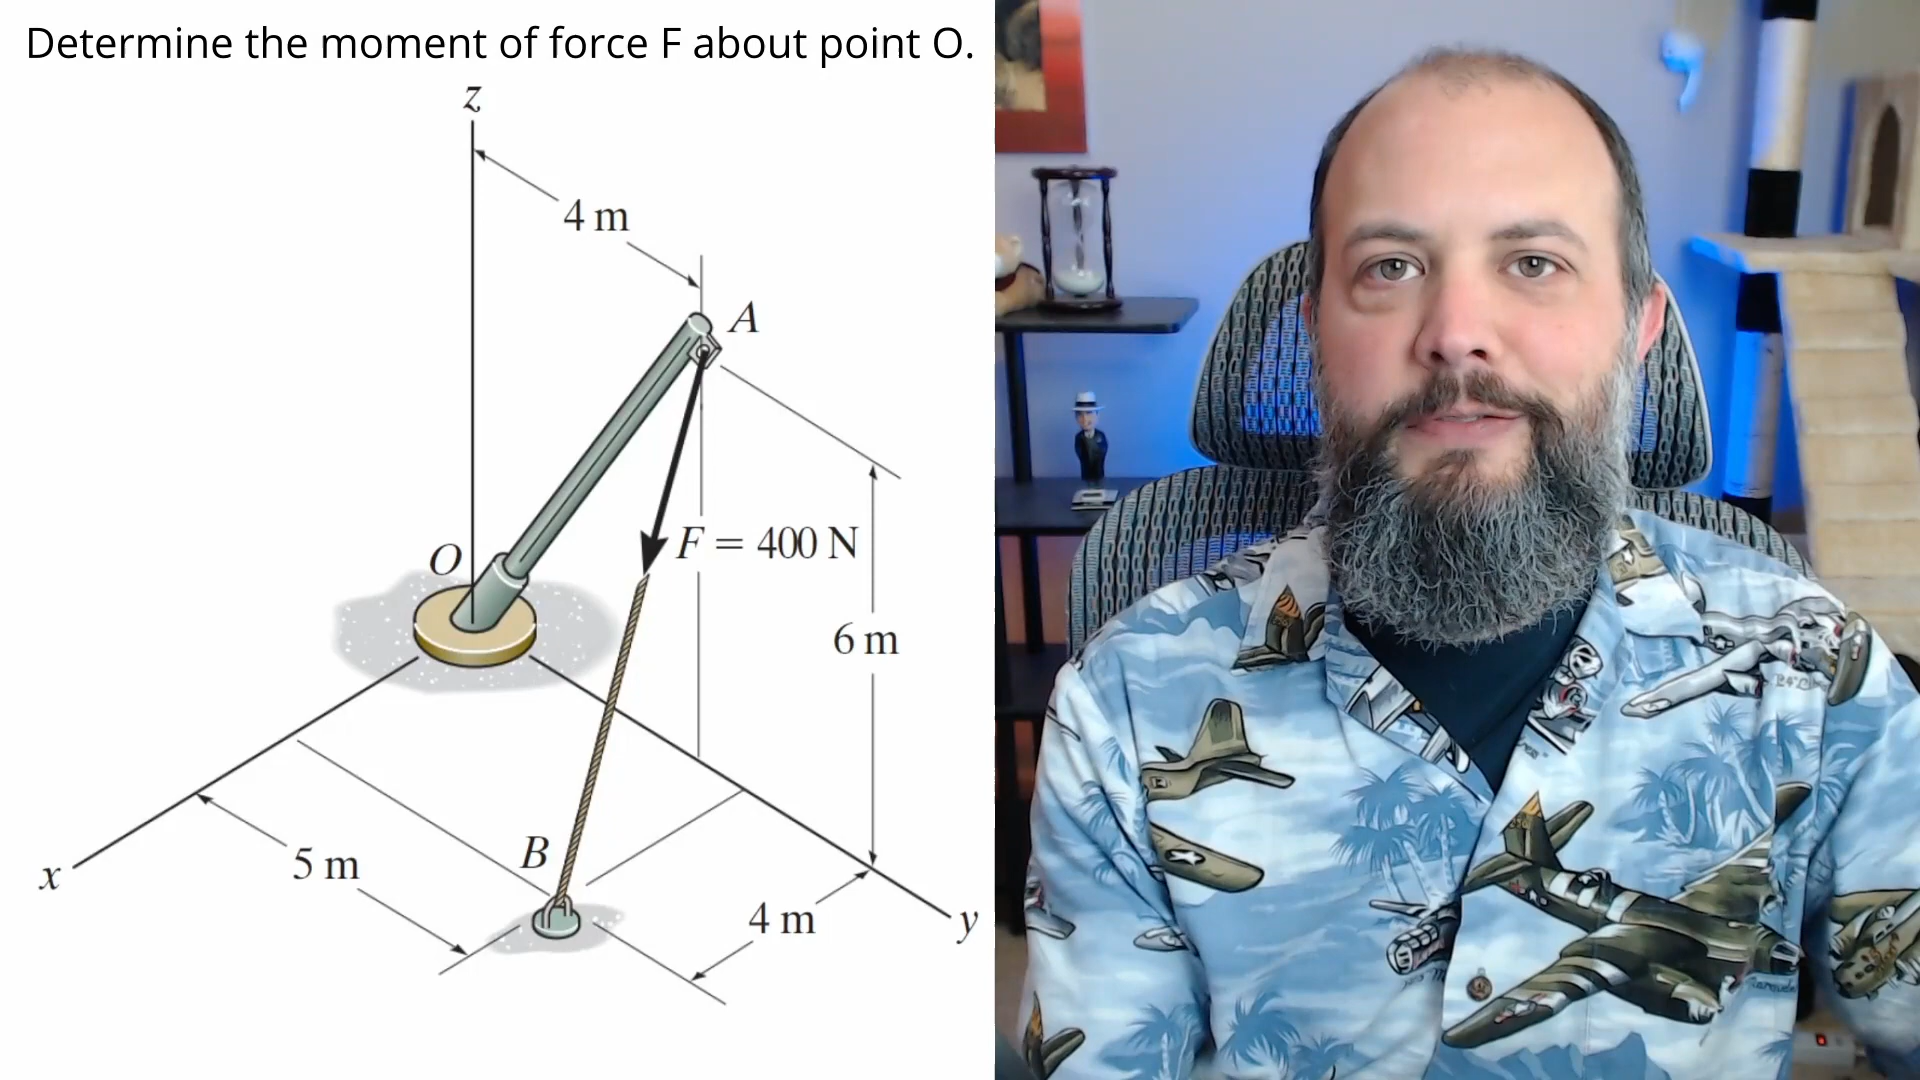 Determine the moment of force F about point O.
z
4 m
A
O
F = 400 N
6 m
B
x
5 m
4 m
y